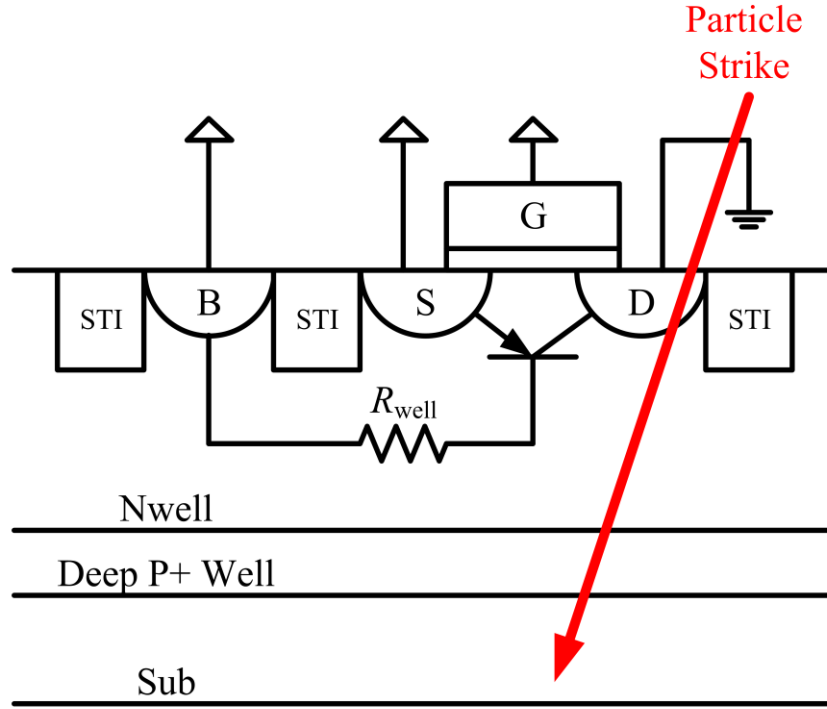 Particle
Strike
G
STI
B
STI
S
D
STI
Rwell
Nwell
Deep P+ Well
Sub